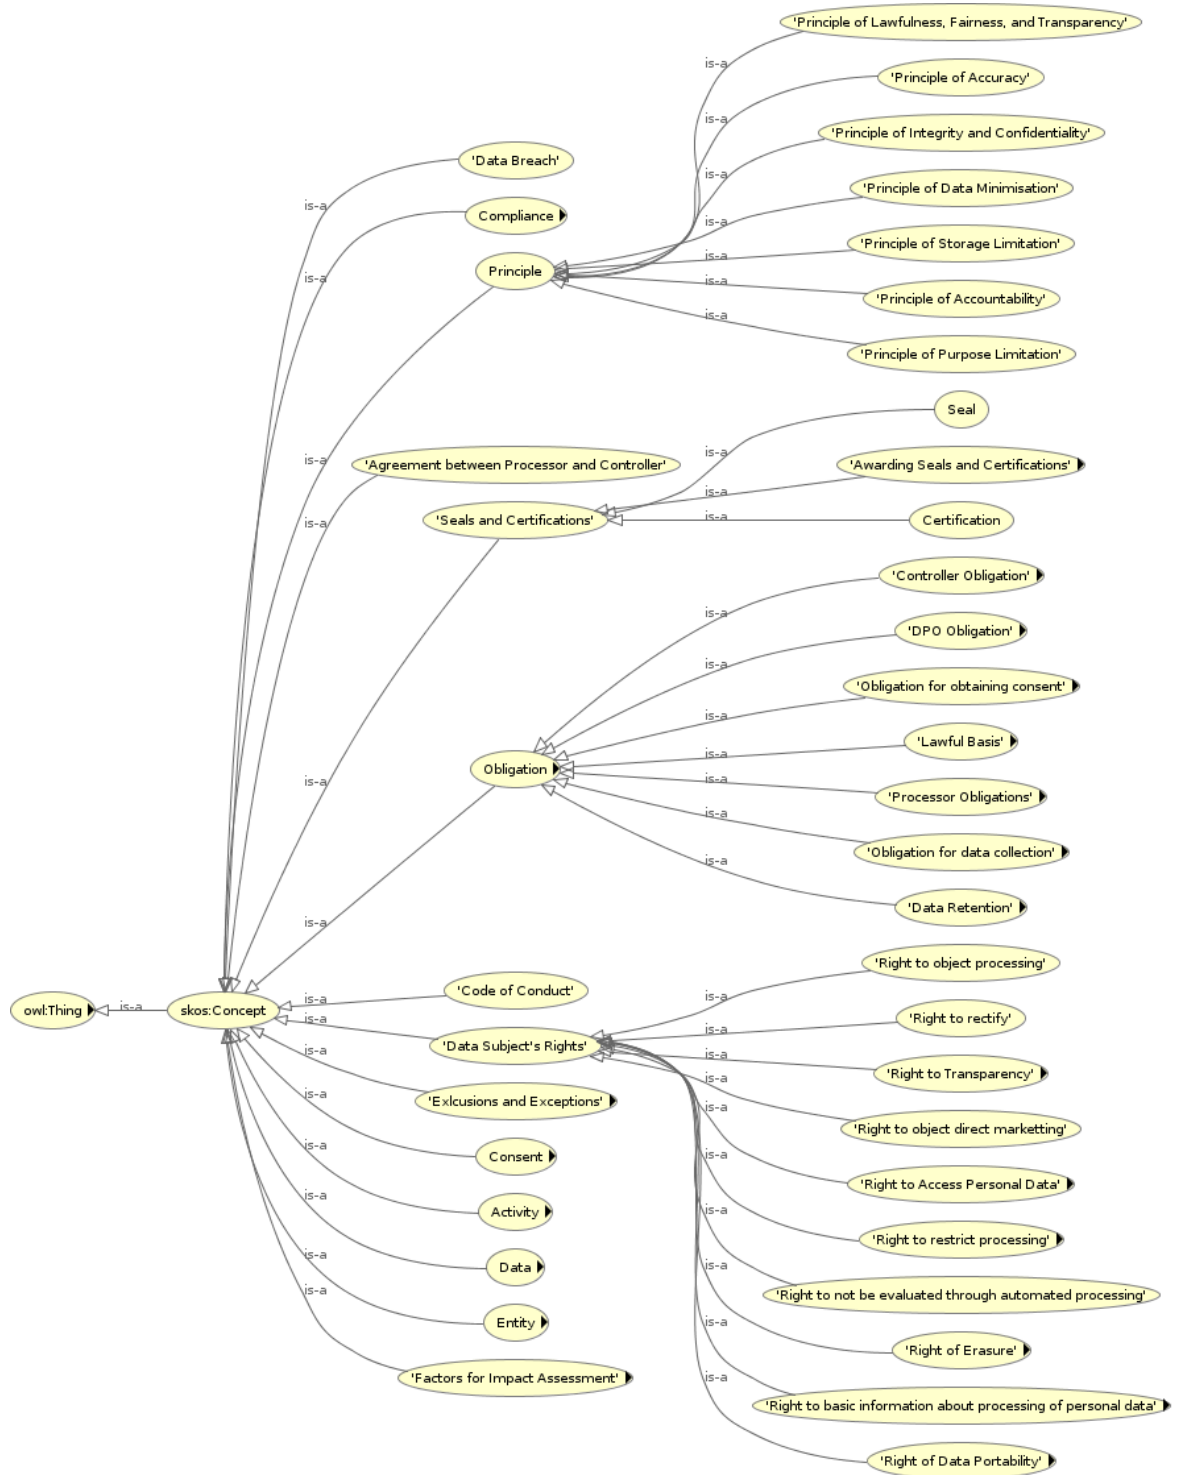 'Principle of Lawfulness, Fairness, and Transparency'
is-a
'Principle of Accuracy'
is-a
'Principle of Integrity and Confidentiality'
'Data Breach'
is-a
'Principle of Data Minimisation'
is-a
Compliance
is-a
'Principle of Storage Limitation'
is-a
Principle
is-a
is-a
'Principle of Accountability'
is-a
'Principle of Purpose Limitation'
Seal
is-a
is-a
'Agreement between Processor and Controller'
'Awarding Seals and Certifications'
is-a
'Seals and Certifications'
is-a
is-a
Certification
'Controller Obligation'
is-a
'DPO Obligation'
is-a
'Obligation for obtaining consent'
is-a
'Lawful Basis'
is-a
Obligation
is-a
is-a
'Processor Obligations'
is-a
'Obligation for data collection'
is-a
'Data Retention'
is-a
'Right to object processing'
'Code of Conduct'
is-a
is-a
owl:Thing
is-a
skos:Concept
is-a
'Right to rectify'
is-a
'Data Subject's Rights'
is-a
is-a
'Right to Transparency'
is-a
'Exlcusions and Exceptions'
is-a
is-a
'Right to object direct marketting'
is-a
Consent
is-a
'Right to Access Personal Data'
is-a
Activity
is-a
'Right to restrict processing'
is-a
Data
is-a
'Right to not be evaluated through automated processing'
is-a
Entity
is-a
'Right of Erasure'
'Factors for Impact Assessment'
is-a
'Right to basic information about processing of personal data'
'Right of Data Portability'